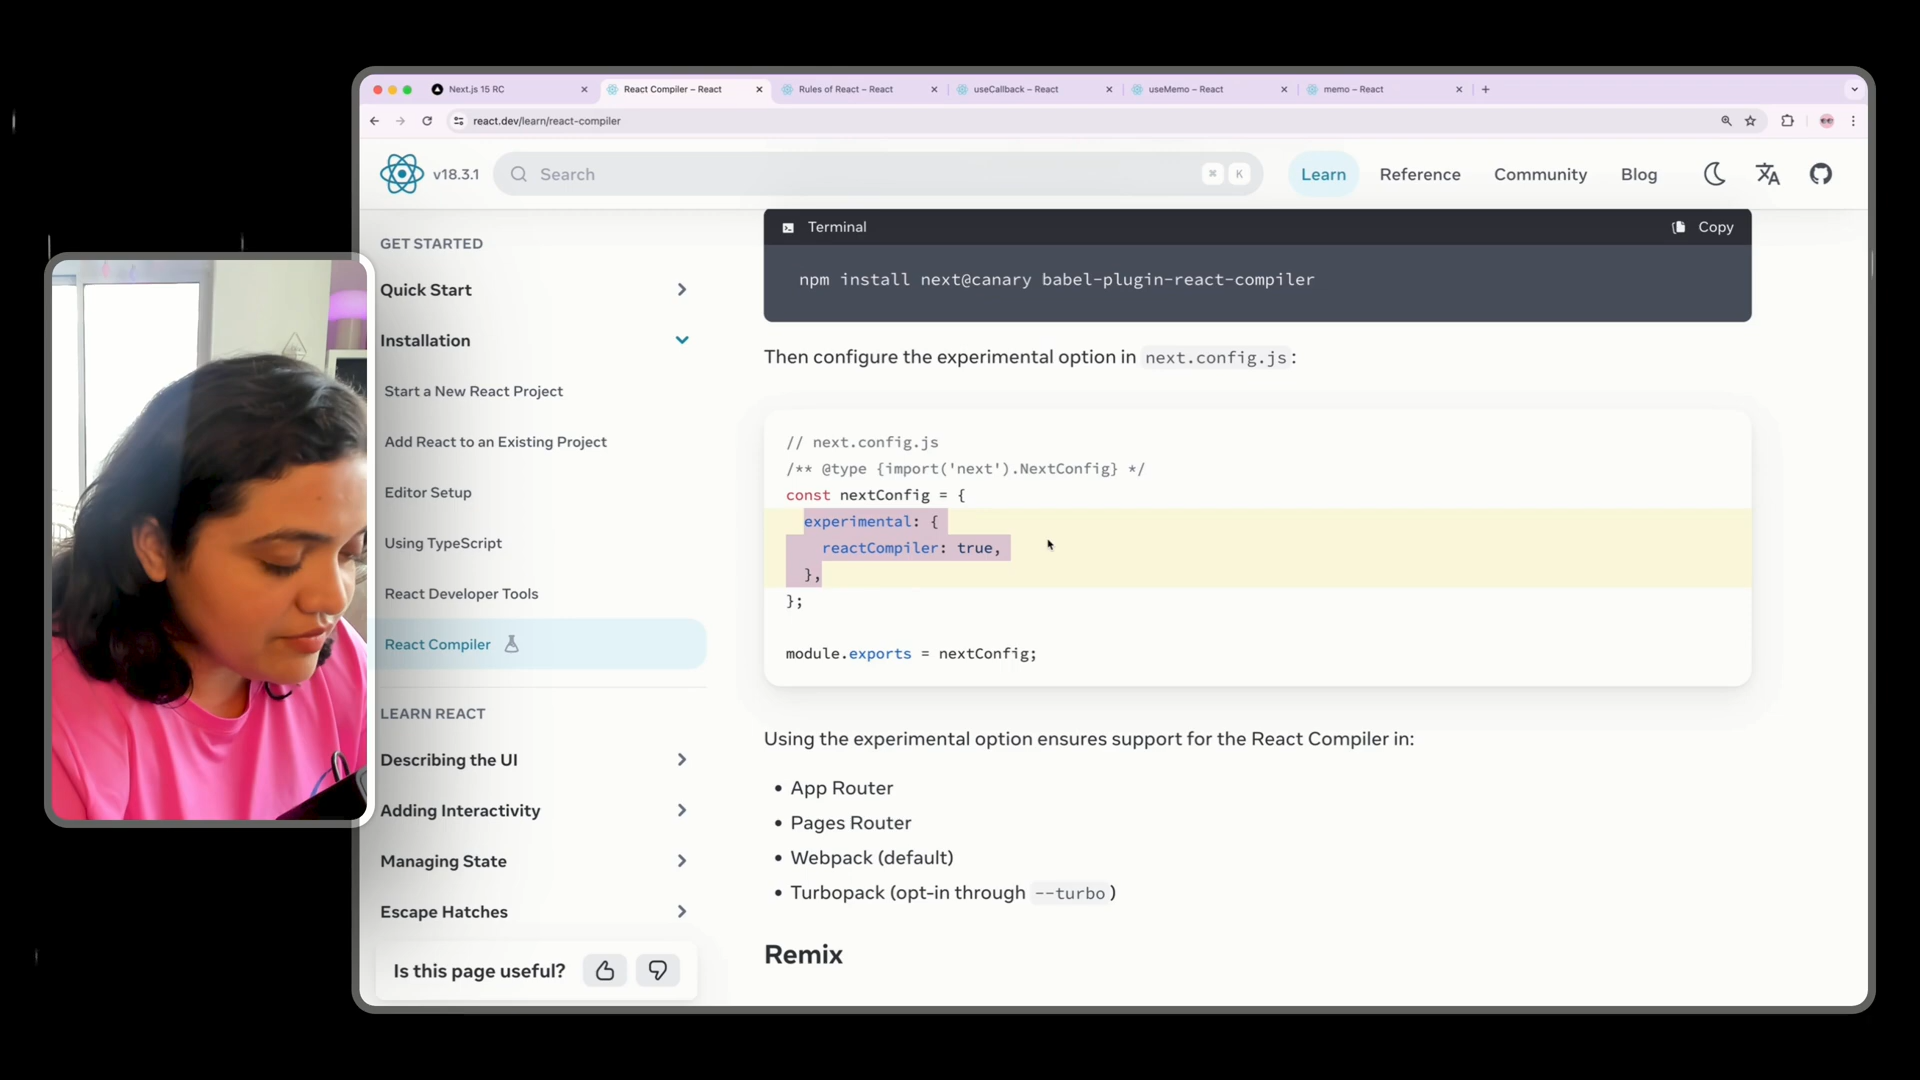 Next.js 15 RC
React Compiler – React
Rules of React – React
useCallback – React
useMemo – React
memo – React
react.dev/learn/react-compiler
v18.3.1
Search
⌘ K
Learn
Reference
Community
Blog
GET STARTED
Quick Start
Installation
Start a New React Project
Add React to an Existing Project
Editor Setup
Using TypeScript
React Developer Tools
React Compiler
LEARN REACT
Describing the UI
Adding Interactivity
Managing State
Escape Hatches
Is this page useful?
Terminal
Copy
npm install next@canary babel-plugin-react-compiler
Then configure the experimental option in next.config.js:
// next.config.js
/** @type {import('next').NextConfig} */
const nextConfig = {
experimental: {
reactCompiler: true,
},
};
module.exports = nextConfig;
Using the experimental option ensures support for the React Compiler in:
• App Router
• Pages Router
• Webpack (default)
• Turbopack (opt-in through --turbo)
Remix